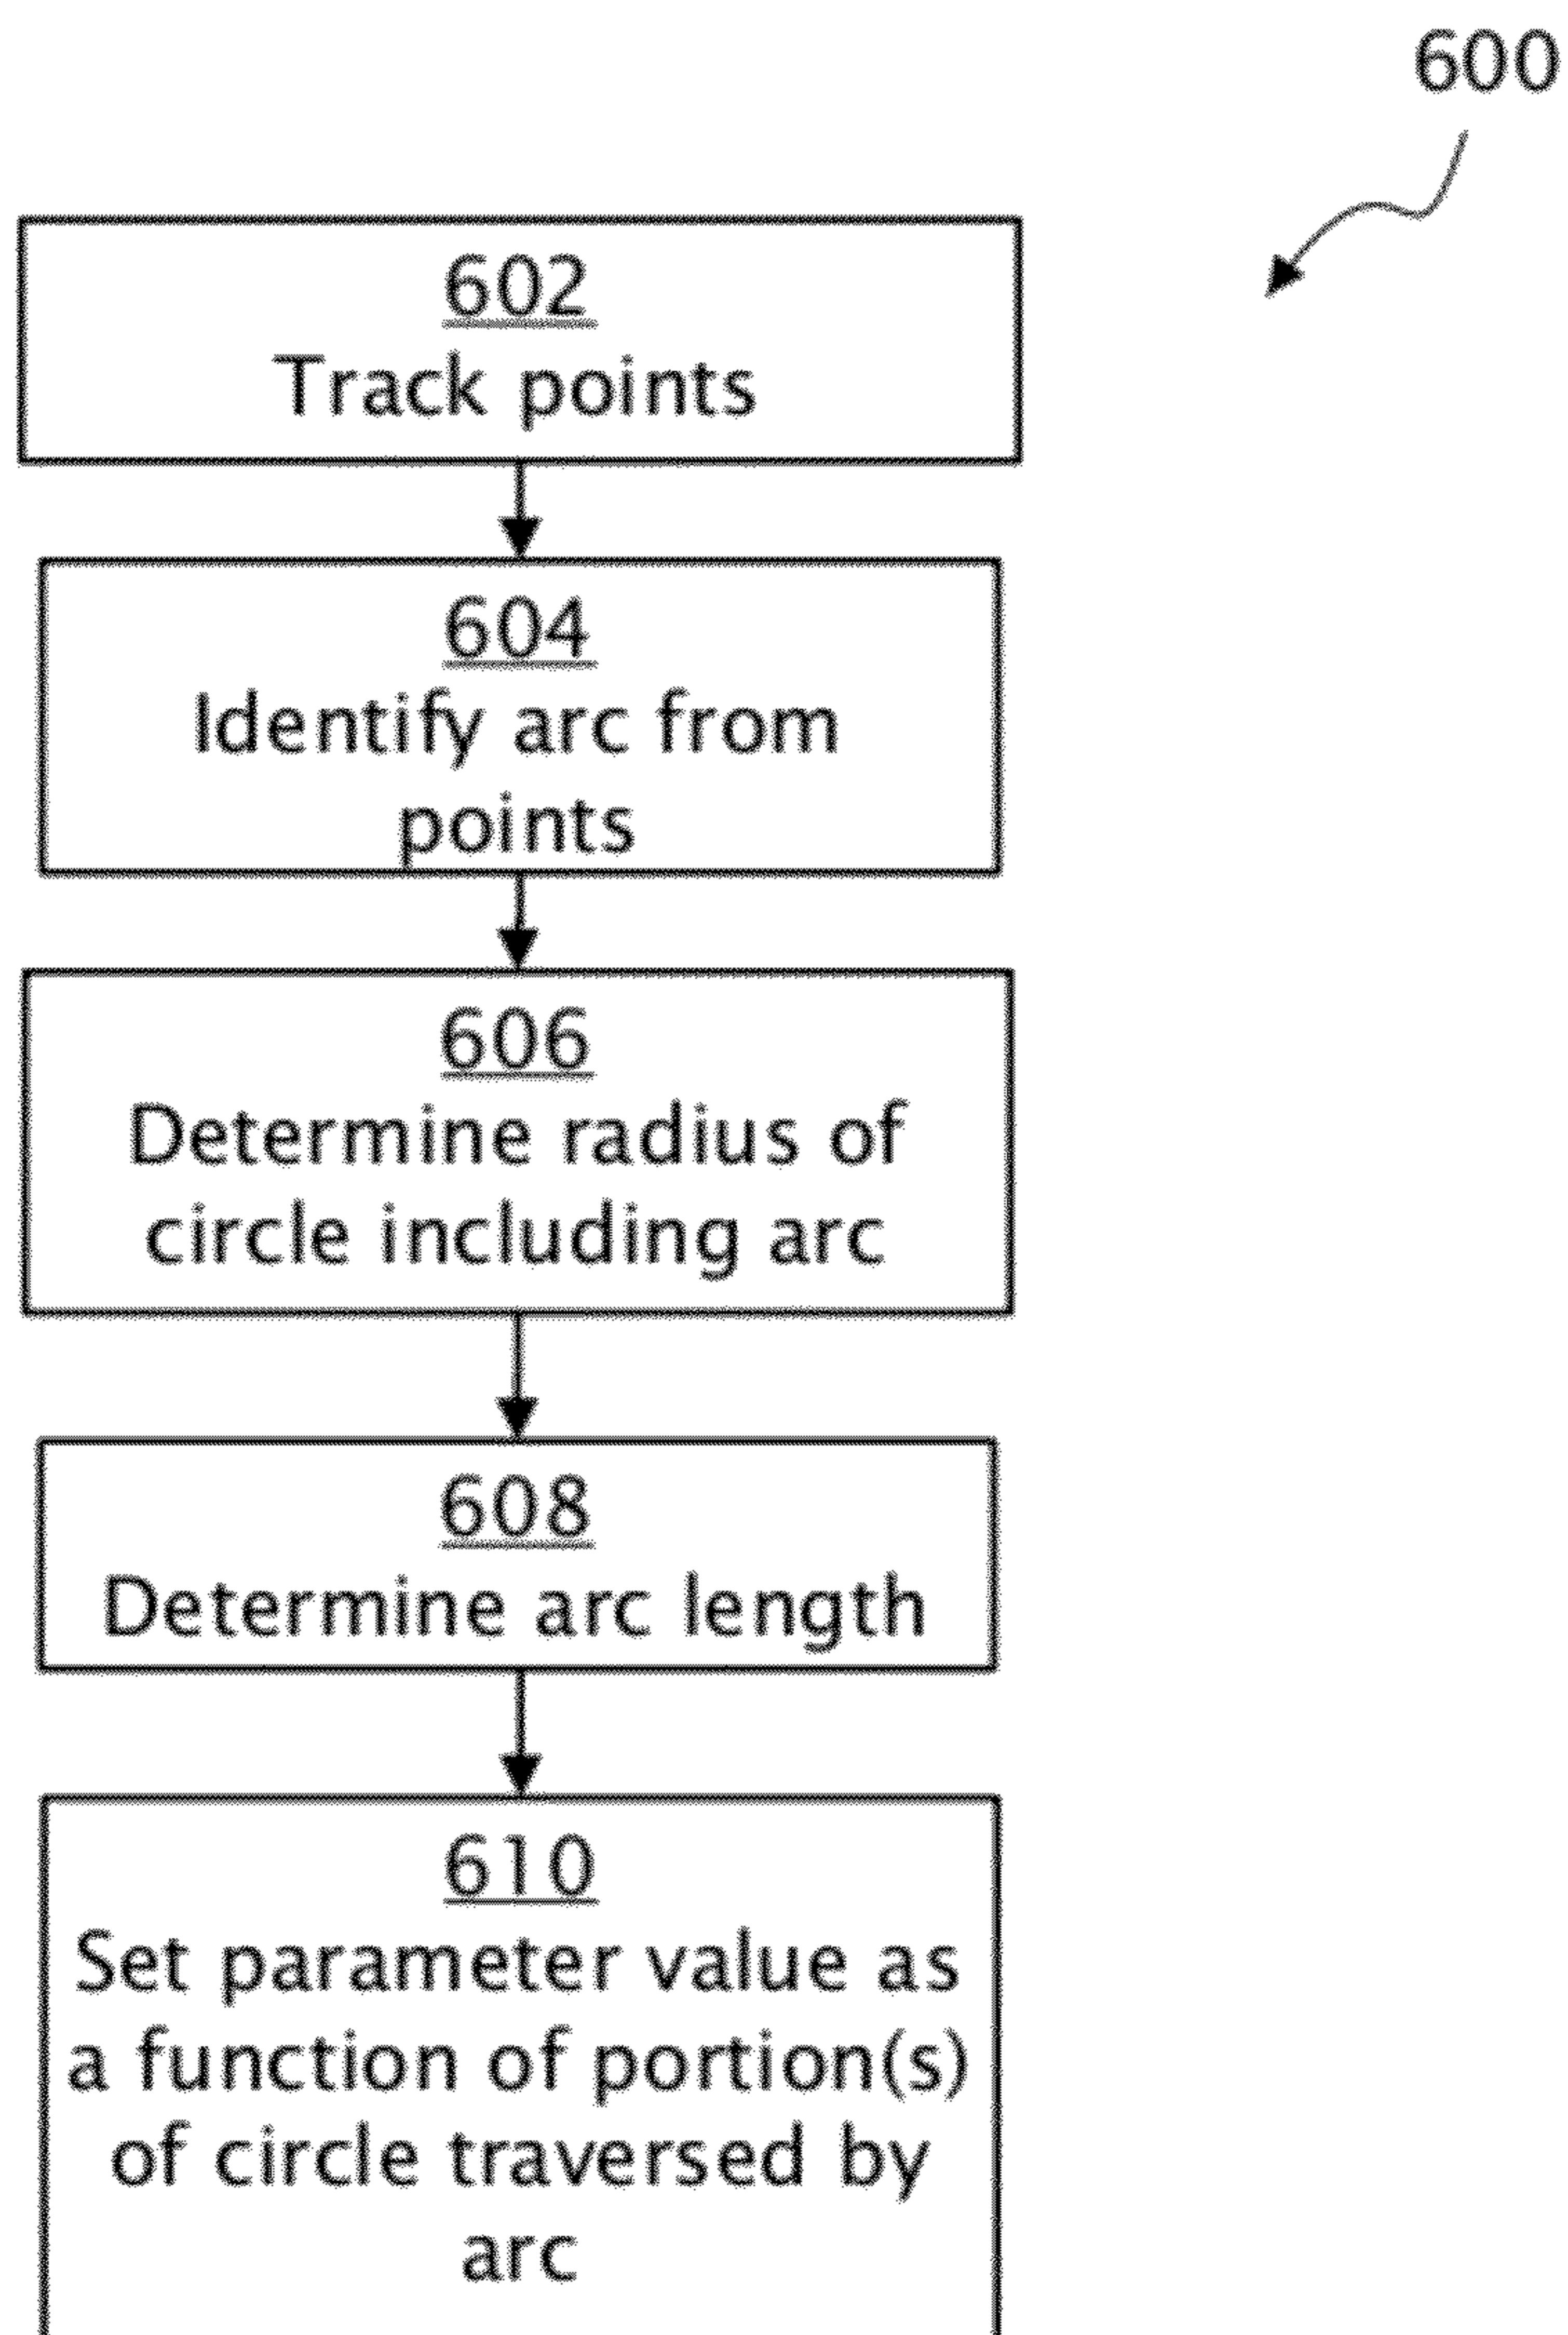 600
602
Track points
604
Identify arc from
points
606
Determine radius of
circle including arc
608
Determine arc length
610
Set parameter value as
a function of portion(s)
of circle traversed by
arc